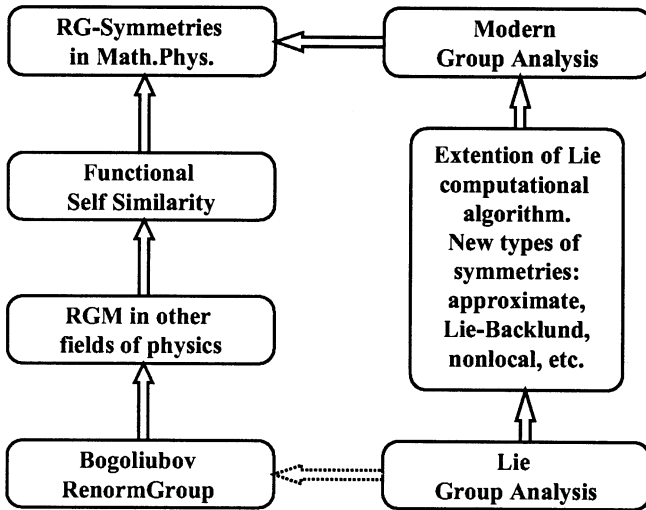 RG-Symmetries
in Math.Phys.
Modern
Group Analysis
Functional
Self Similarity
Extention of Lie
computational
algorithm.
New types of
symmetries:
approximate,
Lie-Backlund,
nonlocal, etc.
RGM in other
fields of physics
Bogoliubov
RenormGroup
Lie
Group Analysis